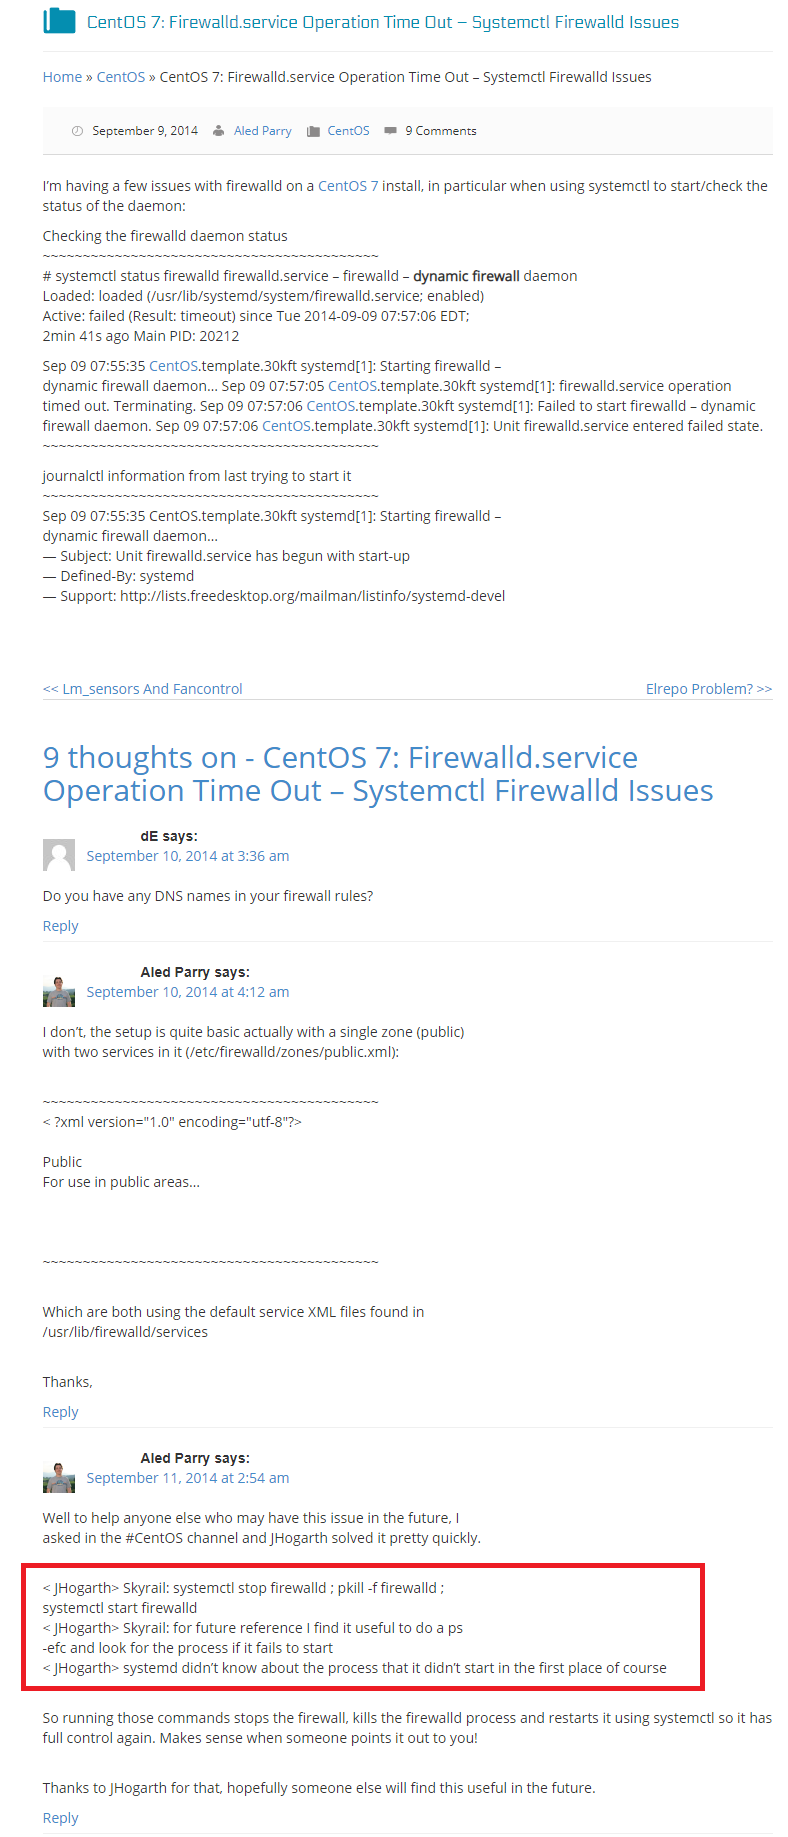 CentOS 7: Firewalld.service Operation Time Out – Systemctl Firewalld Issues
Home » CentOS » CentOS 7: Firewalld.service Operation Time Out – Systemctl Firewalld Issues
September 9, 2014 Aled Parry CentOS 9 Comments
I’m having a few issues with firewalld on a CentOS 7 install, in particular when using systemctl to start/check the
status of the daemon:
Checking the firewalld daemon status
~~~~~~~~~~~~~~~~~~~~~~~~~~~~~~~~~~~~~~~~~~
# systemctl status firewalld firewalld.service – firewalld – dynamic firewall daemon
Loaded: loaded (/usr/lib/systemd/system/firewalld.service; enabled)
Active: failed (Result: timeout) since Tue 2014-09-09 07:57:06 EDT;
2min 41s ago Main PID: 20212
Sep 09 07:55:35 CentOS.template.30kft systemd[1]: Starting firewalld –
dynamic firewall daemon… Sep 09 07:57:05 CentOS.template.30kft systemd[1]: firewalld.service operation
timed out. Terminating. Sep 09 07:57:06 CentOS.template.30kft systemd[1]: Failed to start firewalld – dynamic
firewall daemon. Sep 09 07:57:06 CentOS.template.30kft systemd[1]: Unit firewalld.service entered failed state.
~~~~~~~~~~~~~~~~~~~~~~~~~~~~~~~~~~~~~~~~~~
journalctl information from last trying to start it
~~~~~~~~~~~~~~~~~~~~~~~~~~~~~~~~~~~~~~~~~~
Sep 09 07:55:35 CentOS.template.30kft systemd[1]: Starting firewalld –
dynamic firewall daemon…
— Subject: Unit firewalld.service has begun with start-up
— Defined-By: systemd
— Support: http://lists.freedesktop.org/mailman/listinfo/systemd-devel
<< Lm_sensors And Fancontrol Elrepo Problem? >>
9 thoughts on - CentOS 7: Firewalld.service
Operation Time Out – Systemctl Firewalld Issues
dE says:
September 10, 2014 at 3:36 am
Do you have any DNS names in your firewall rules?
Reply
Aled Parry says:
September 10, 2014 at 4:12 am
I don’t, the setup is quite basic actually with a single zone (public)
with two services in it (/etc/firewalld/zones/public.xml):
~~~~~~~~~~~~~~~~~~~~~~~~~~~~~~~~~~~~~~~~~~
< ?xml version="1.0" encoding="utf-8"?>
Public
For use in public areas…
~~~~~~~~~~~~~~~~~~~~~~~~~~~~~~~~~~~~~~~~~~
Which are both using the default service XML files found in
/usr/lib/firewalld/services
Thanks,
Reply
Aled Parry says:
September 11, 2014 at 2:54 am
Well to help anyone else who may have this issue in the future, I
asked in the #CentOS channel and JHogarth solved it pretty quickly.
< JHogarth> Skyrail: systemctl stop firewalld ; pkill -f firewalld ;
systemctl start firewalld
< JHogarth> Skyrail: for future reference I find it useful to do a ps
-efc and look for the process if it fails to start
< JHogarth> systemd didn’t know about the process that it didn’t start in the first place of course
So running those commands stops the firewall, kills the firewalld process and restarts it using systemctl so it has
full control again. Makes sense when someone points it out to you!
Thanks to JHogarth for that, hopefully someone else will find this useful in the future.
Reply